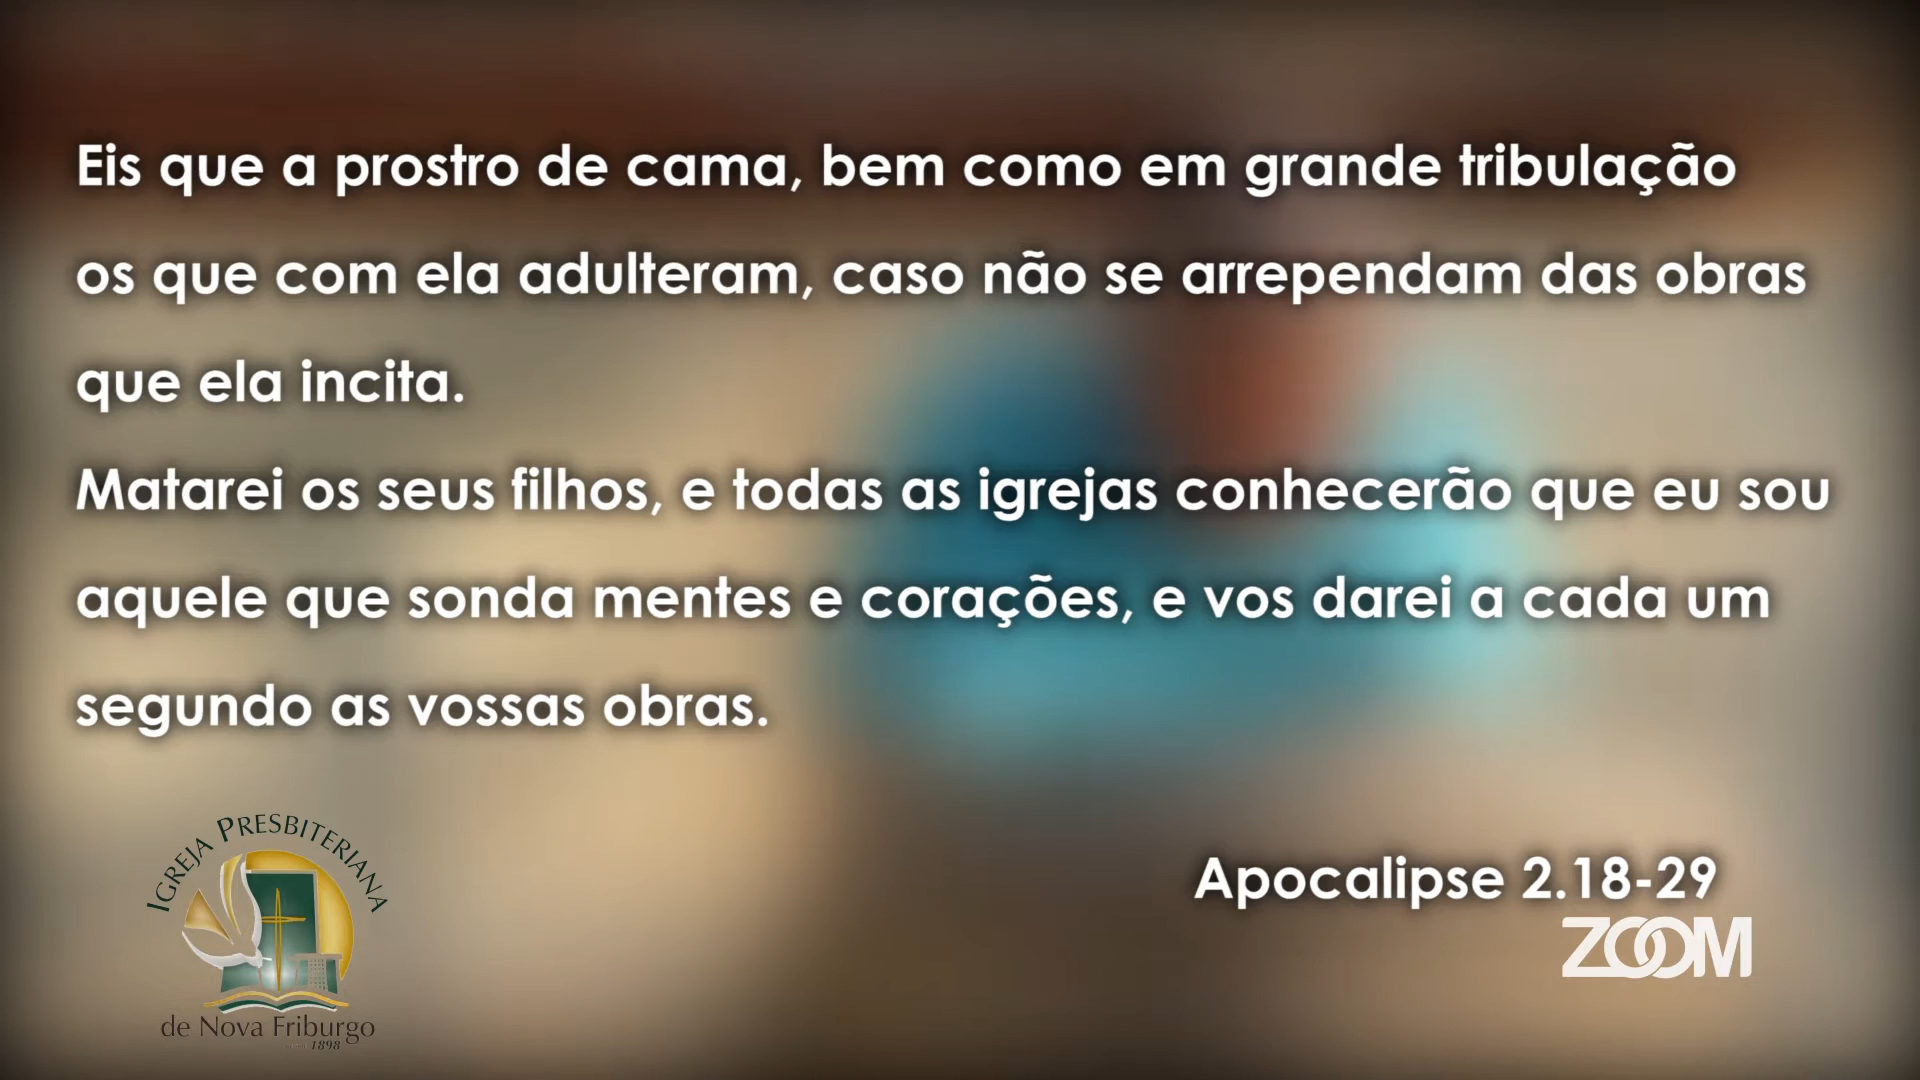 Eis que a prostro de cama, bem como em grande tribulação
os que com ela adulteram, caso não se arrependam das obras
que ela incita.
Matarei os seus filhos, e todas as igrejas conhecerão que eu sou
aquele que sonda mentes e corações, e vos darei a cada um
segundo as vossas obras.
Apocalipse 2.18-29
ZOOM
IGREJA PRESBITERIANA
de Nova Friburgo
1898